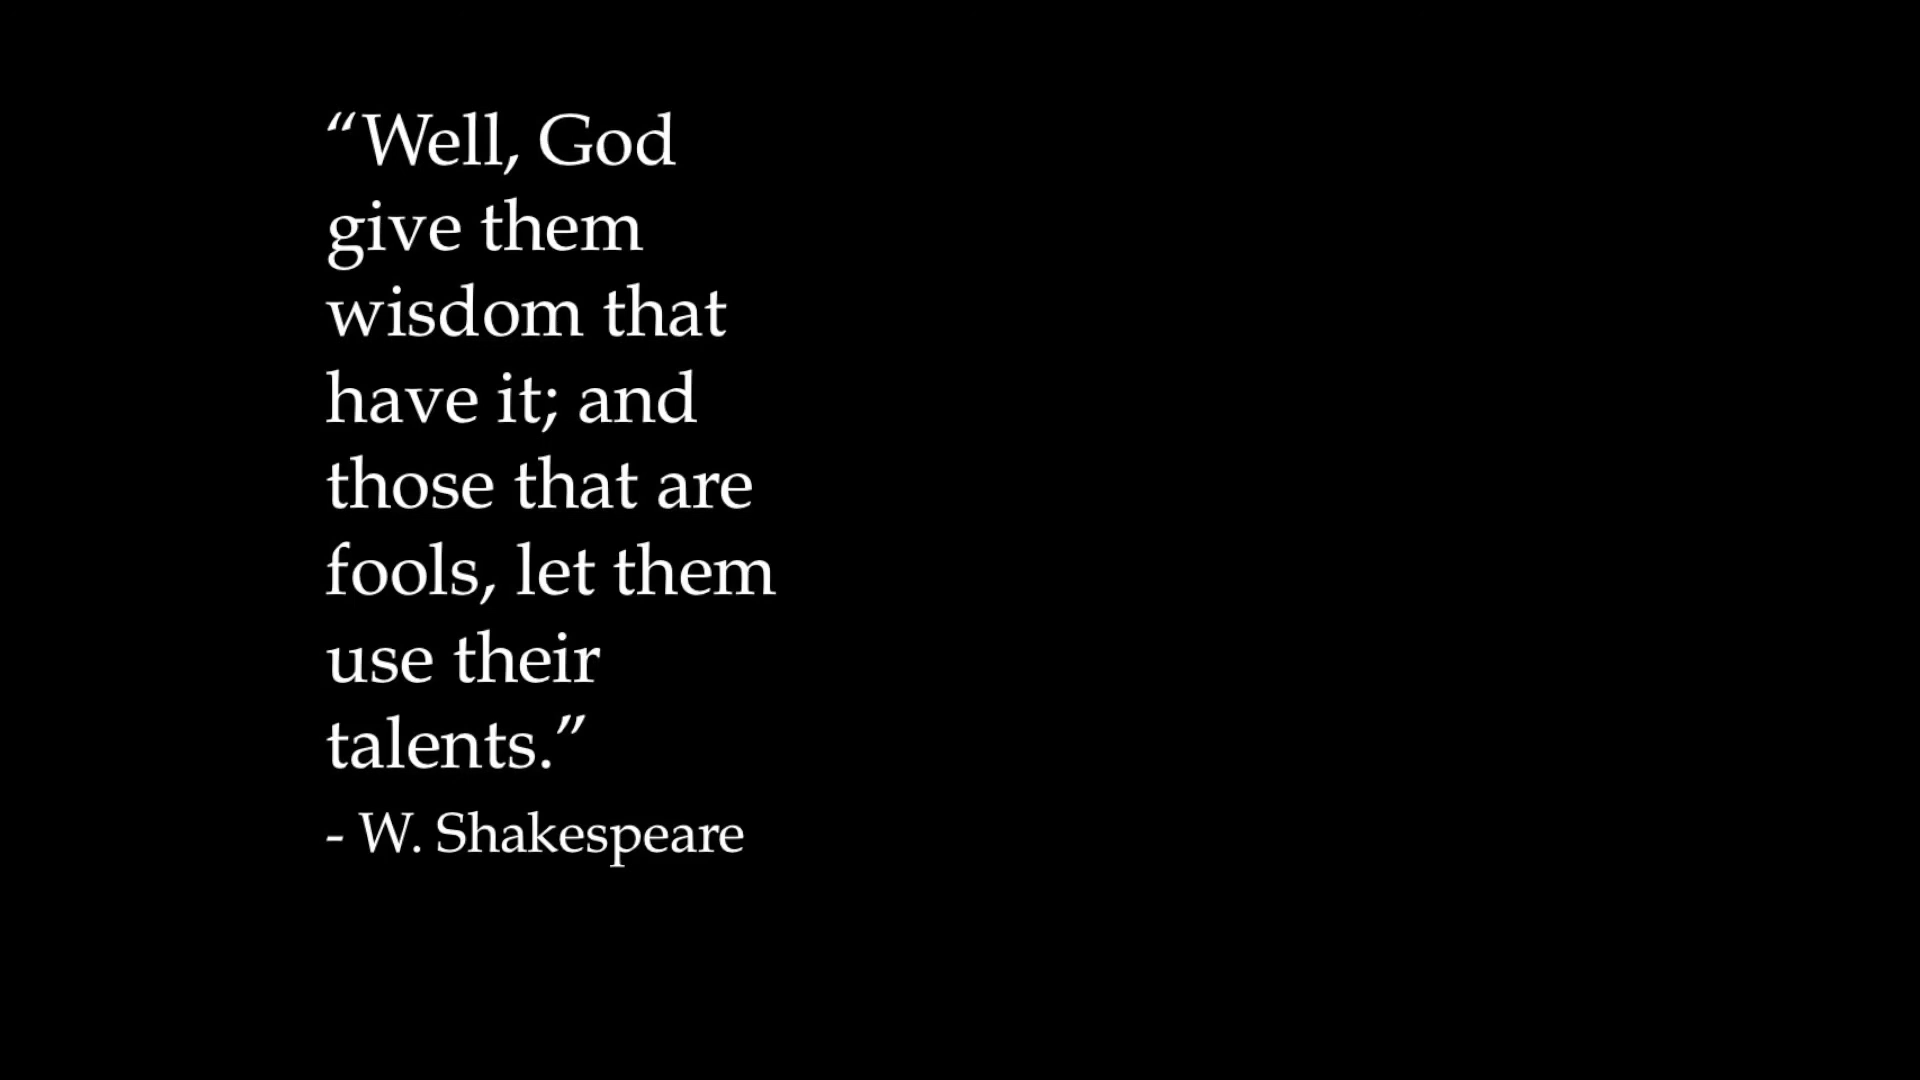 “Well, God
give them
wisdom that
have it; and
those that are
fools, let them
use their
talents.”
- W. Shakespeare